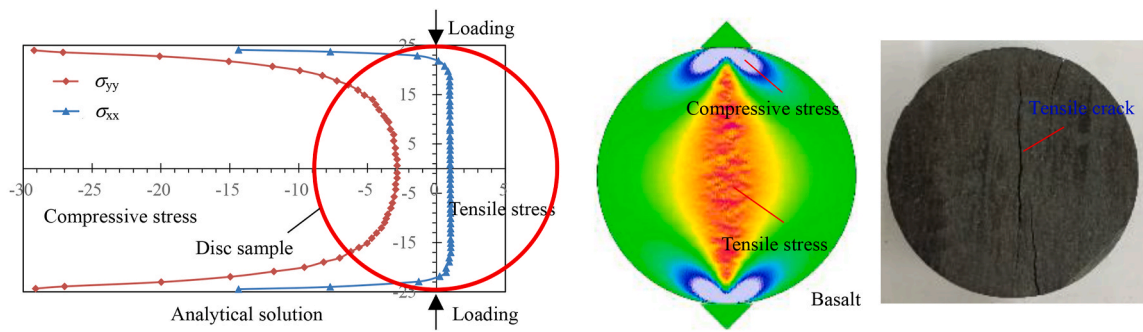 Loading
25
σyy
σxx
15
5
-30 -25 -20 -15 -10 -5 0 5
-5
Compressive stress
Tensile stress
Disc sample
-15
-25
Analytical solution
Loading
Compressive stress
Tensile stress
Basalt
Tensile crack